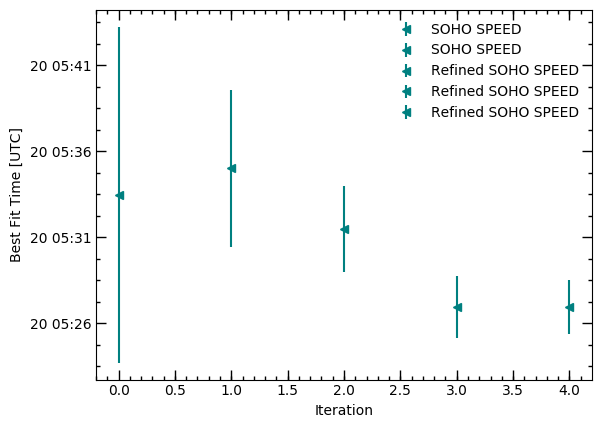 SOHO SPEED
SOHO SPEED
Refined SOHO SPEED
Refined SOHO SPEED
Refined SOHO SPEED
Best Fit Time [UTC]
20 05:41
20 05:36
20 05:31
20 05:26
0.0 0.5 1.0 1.5 2.0 2.5 3.0 3.5 4.0
Iteration